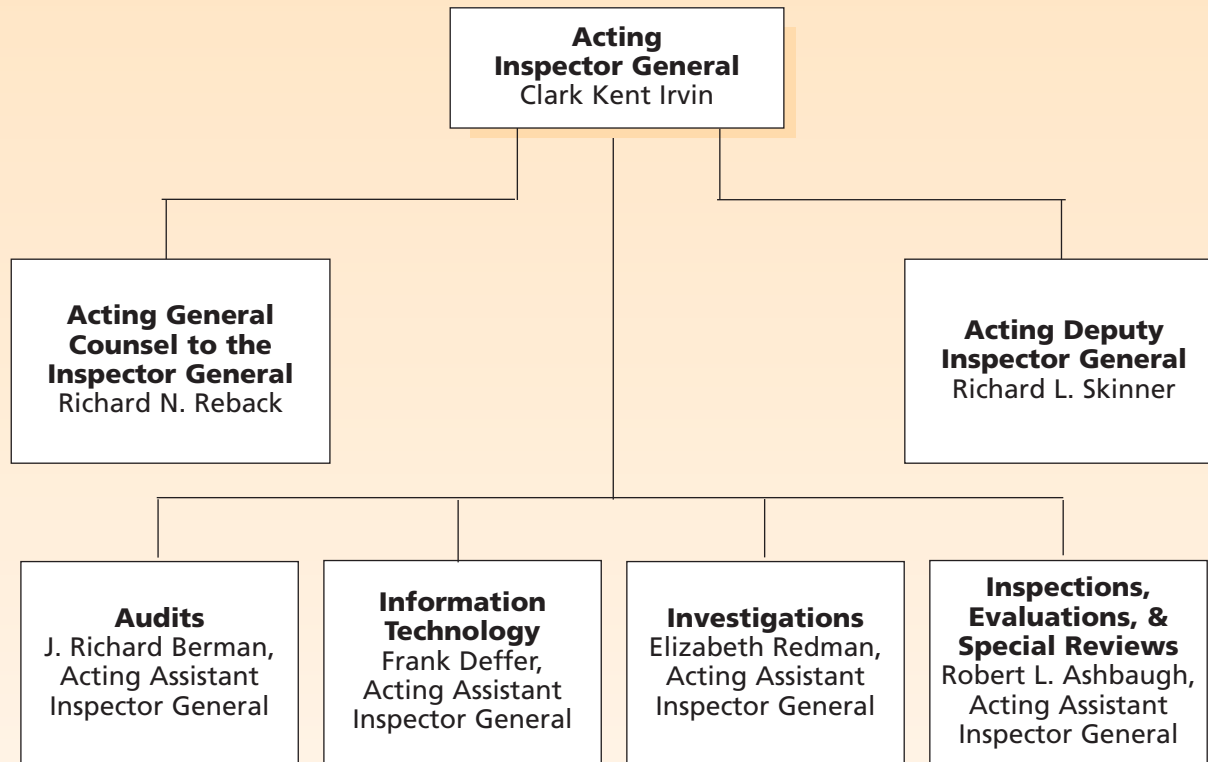 Acting
Inspector General
Clark Kent Irvin
Acting General
Counsel to the
Inspector General
Richard N. Reback
Acting Deputy
Inspector General
Richard L. Skinner
Audits
J. Richard Berman,
Acting Assistant
Inspector General
Information
Technology
Frank Deffer,
Acting Assistant
Inspector General
Investigations
Elizabeth Redman,
Acting Assistant
Inspector General
Inspections,
Evaluations, &
Special Reviews
Robert L. Ashbaugh,
Acting Assistant
Inspector General